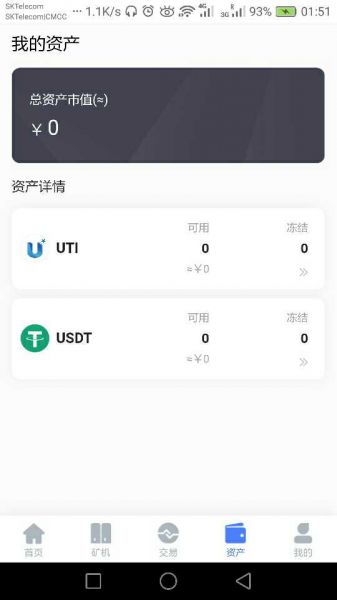 SKTelecom
SKTelecom|CMCC
... 1.1K/s 4G R 3G 93% 01:51
我的资产
总资产市值(≈)
￥0
资产详情
可用 冻结
UTI 0 0
≈￥0
可用 冻结
USDT 0 0
≈￥0
首页 矿机 交易 资产 我的